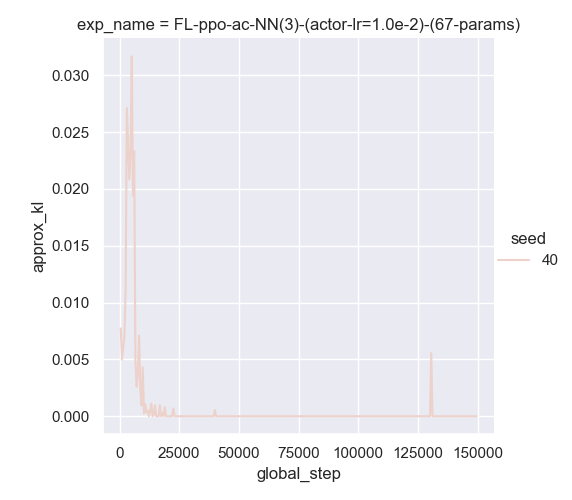 exp_name = FL-ppo-ac-NN(3)-(actor-lr=1.0e-2)-(67-params)
0.030
0.025
0.020
0.015
0.010
0.005
0.000
approx_kl
0 25000 50000 75000 100000 125000 150000
global_step
seed
40